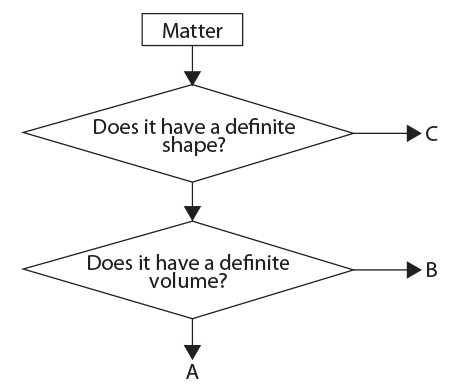 Matter
Does it have a definite
shape?
C
Does it have a definite
volume?
B
A